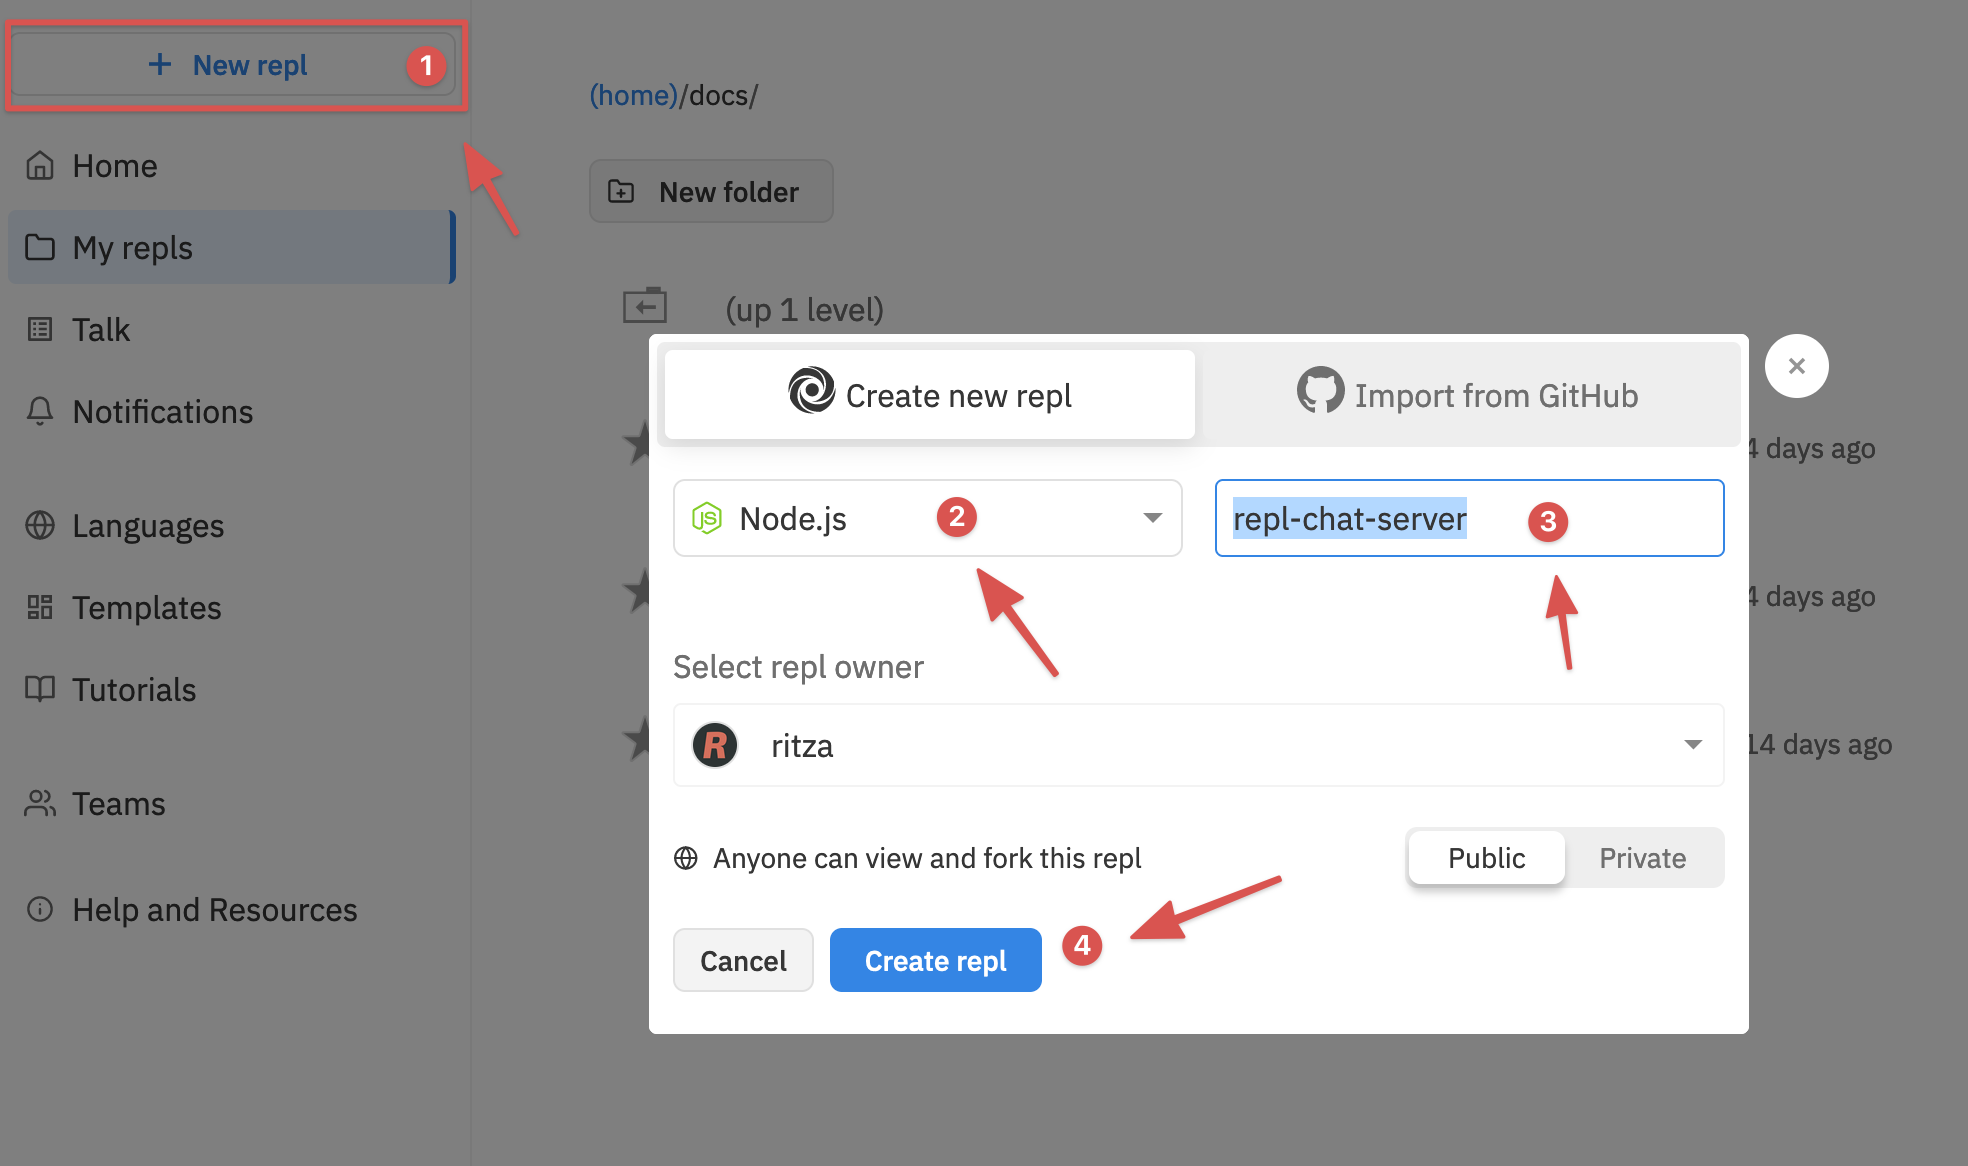 New repl 1
Home
My repls
Talk
Notifications
Languages
Templates
Tutorials
Teams
Help and Resources
(home)/docs/
New folder
(up 1 level)
Create new repl
Import from GitHub
4 days ago
JS Node.js 2
repl-chat-server 3
4 days ago
Select repl owner
R ritza
14 days ago
Anyone can view and fork this repl
Public
Private
Cancel
Create repl 4